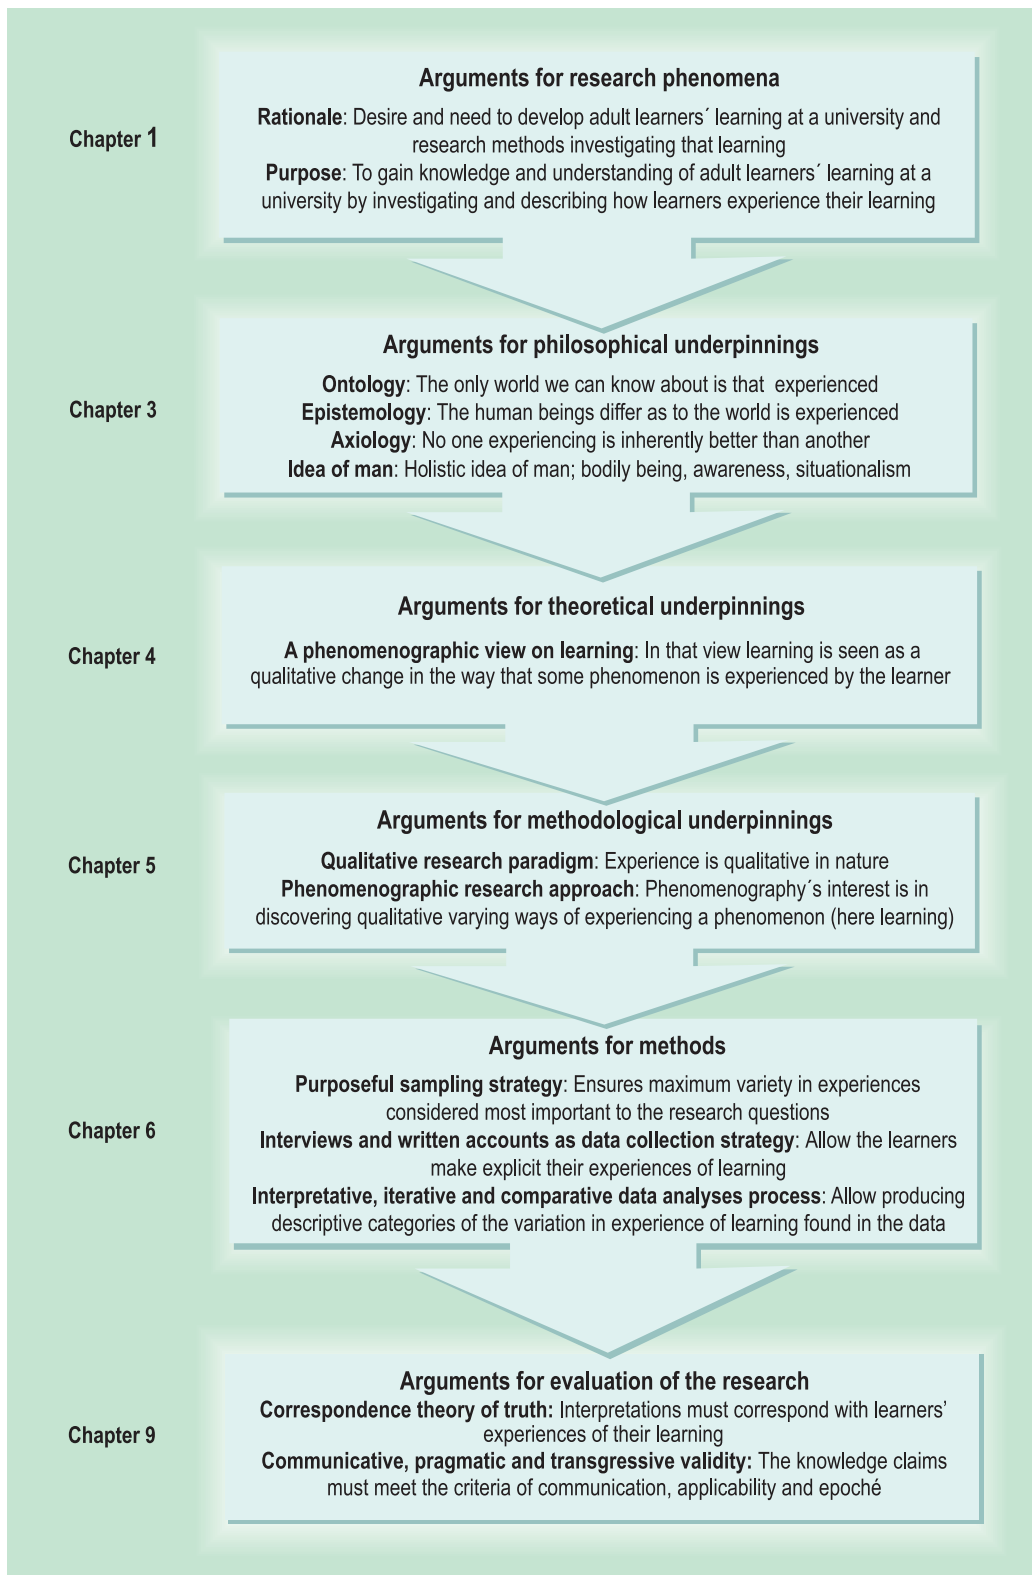 Arguments for research phenomena
Chapter 1
Rationale: Desire and need to develop adult learners´ learning at a university and
research methods investigating that learning
Purpose: To gain knowledge and understanding of adult learners´ learning at a
university by investigating and describing how learners experience their learning
Arguments for philosophical underpinnings
Chapter 3
Ontology: The only world we can know about is that experienced
Epistemology: The human beings differ as to the world is experienced
Axiology: No one experiencing is inherently better than another
Idea of man: Holistic idea of man; bodily being, awareness, situationalism
Arguments for theoretical underpinnings
Chapter 4
A phenomenographic view on learning: In that view learning is seen as a
qualitative change in the way that some phenomenon is experienced by the learner
Arguments for methodological underpinnings
Chapter 5
Qualitative research paradigm: Experience is qualitative in nature
Phenomenographic research approach: Phenomenography´s interest is in
discovering qualitative varying ways of experiencing a phenomenon (here learning)
Arguments for methods
Chapter 6
Purposeful sampling strategy: Ensures maximum variety in experiences
considered most important to the research questions
Interviews and written accounts as data collection strategy: Allow the learners
make explicit their experiences of learning
Interpretative, iterative and comparative data analyses process: Allow producing
descriptive categories of the variation in experience of learning found in the data
Arguments for evaluation of the research
Chapter 9
Correspondence theory of truth: Interpretations must correspond with learners’
experiences of their learning
Communicative, pragmatic and transgressive validity: The knowledge claims
must meet the criteria of communication, applicability and epoché